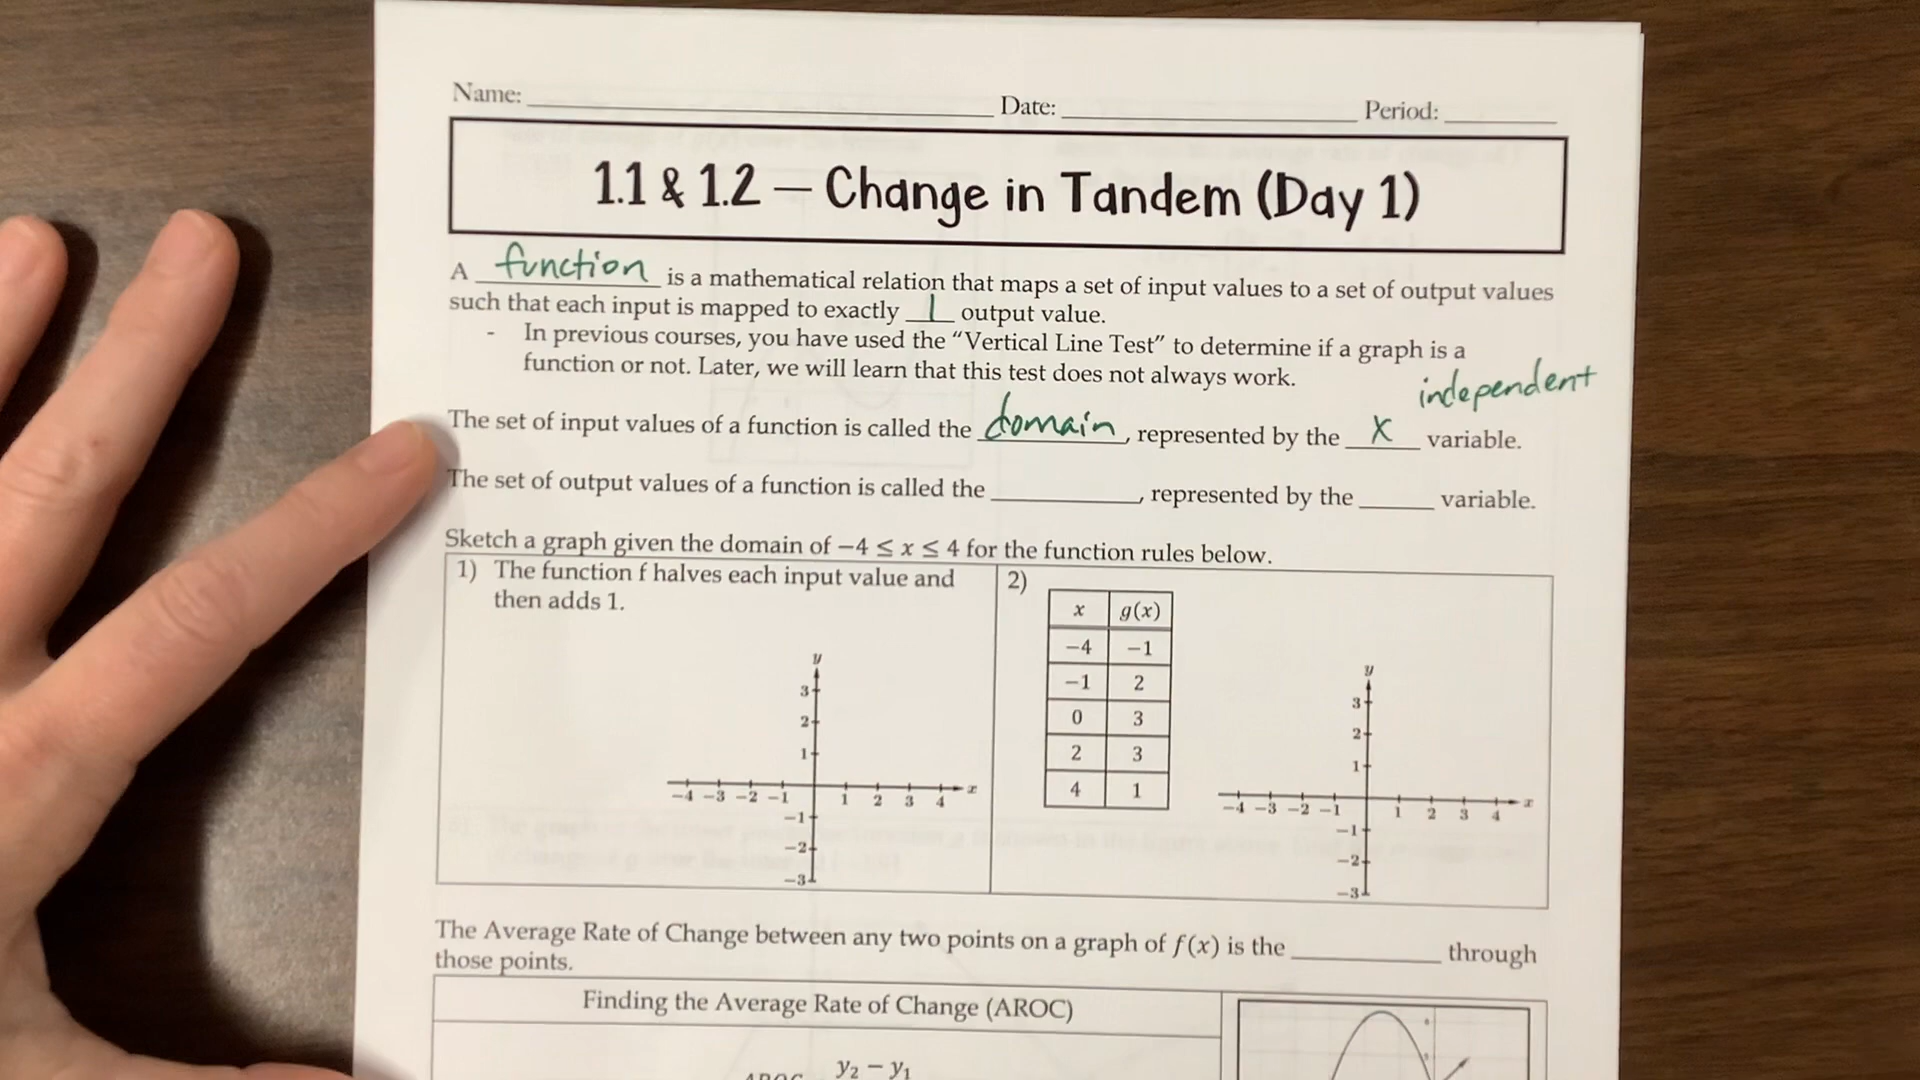 Name: Date: Period:
1.1 & 1.2 – Change in Tandem (Day 1)
A function is a mathematical relation that maps a set of input values to a set of output values
such that each input is mapped to exactly 1 output value.
- In previous courses, you have used the “Vertical Line Test” to determine if a graph is a
function or not. Later, we will learn that this test does not always work.
independent
The set of input values of a function is called the domain, represented by the x variable.
The set of output values of a function is called the , represented by the variable.
Sketch a graph given the domain of −4 ≤ x ≤ 4 for the function rules below.
1) The function f halves each input value and
then adds 1.
y
3
2
1
−4 −3 −2 −1 1 2 3 4 x
−1
−2
−3
2)
x g(x)
−4 −1
−1 2
0 3
2 3
4 1
y
3
2
1
−4 −3 −2 −1 1 2 3 4 x
−1
−2
−3
The Average Rate of Change between any two points on a graph of f(x) is the through
those points.
Finding the Average Rate of Change (AROC)
y₂ − y₁